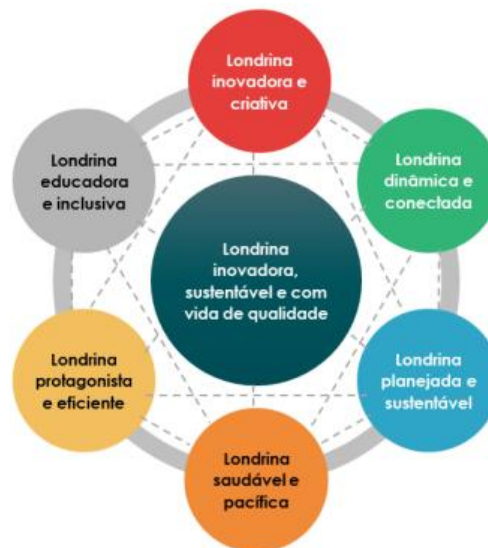 Londrina
inovadora e
criativa
Londrina
educadora
e inclusiva
Londrina
dinâmica e
conectada
Londrina
inovadora,
sustentável e com
vida de qualidade
Londrina
protagonista
e eficiente
Londrina
planejada e
sustentável
Londrina
saudável e
pacífica